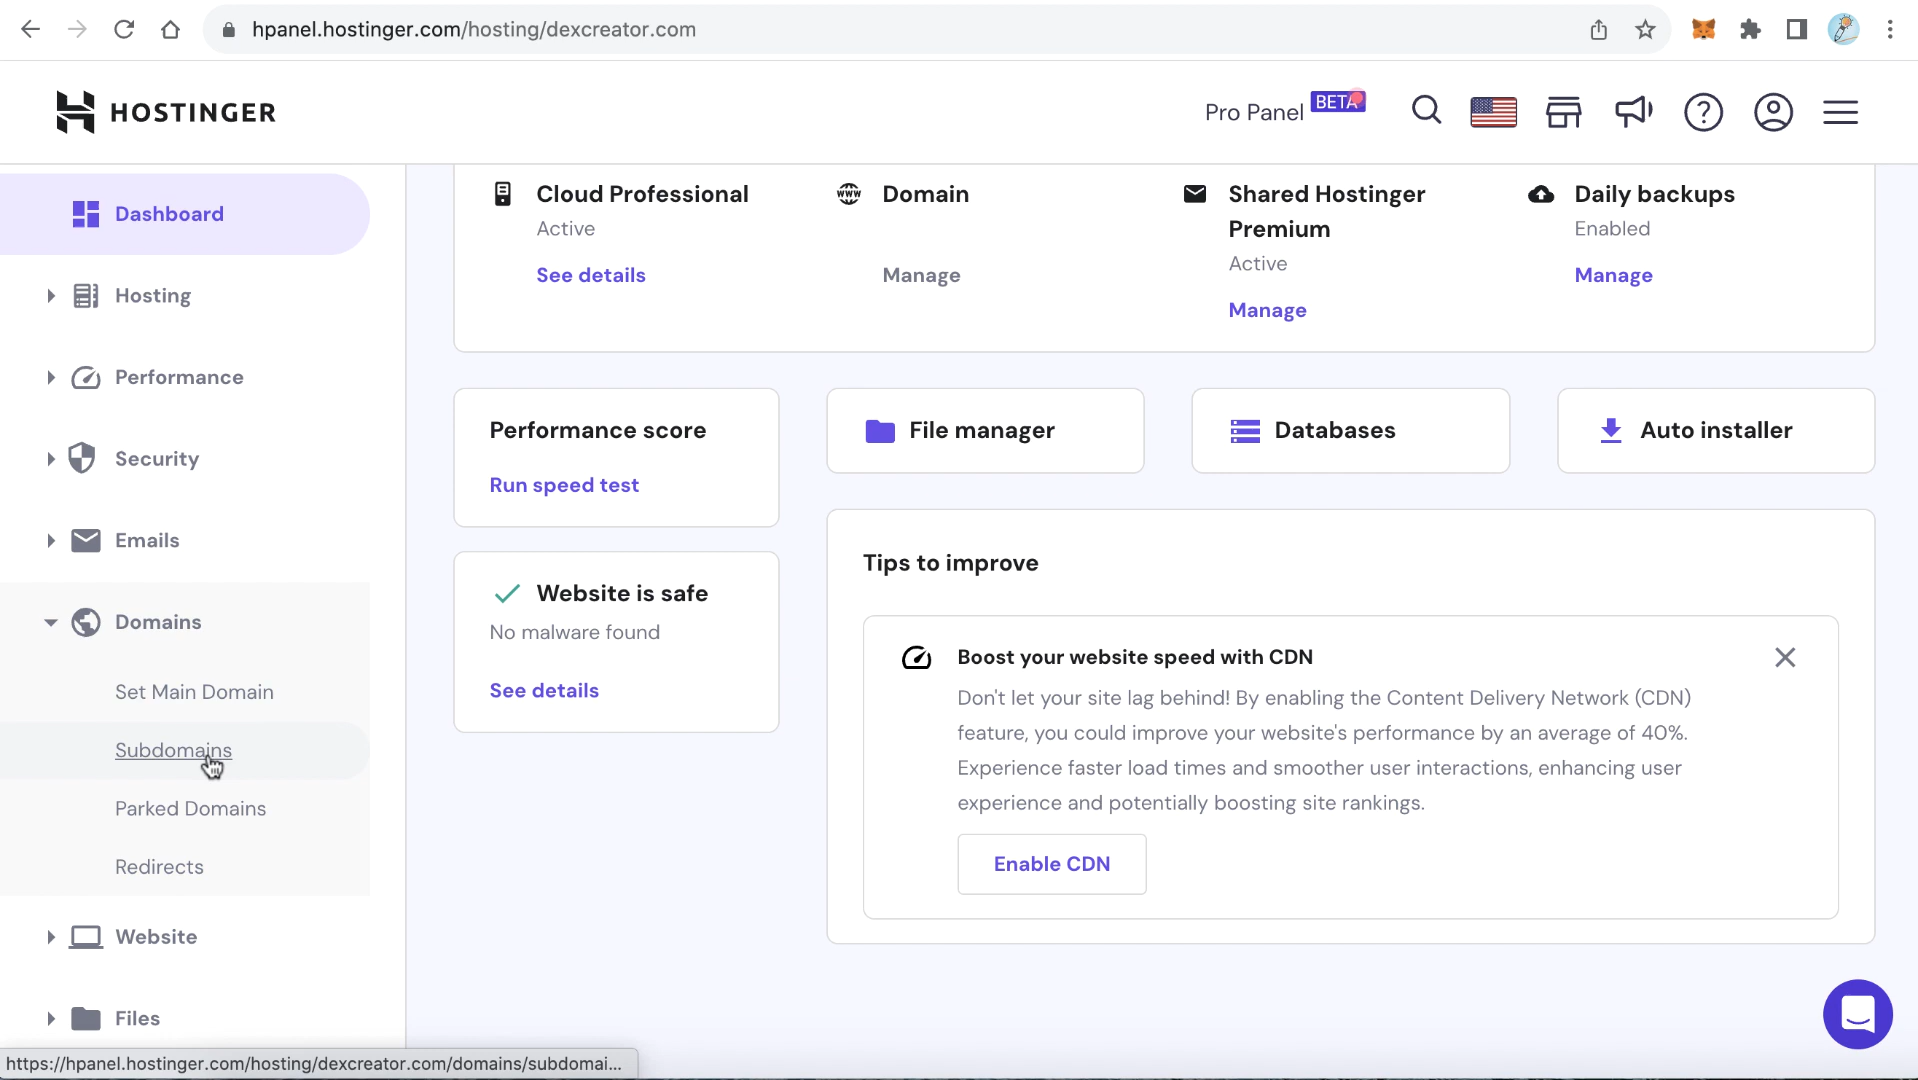 hpanel.hostinger.com/hosting/dexcreator.com
HOSTINGER
Pro Panel BETA
Dashboard
Hosting
Performance
Security
Emails
Domains
Set Main Domain
Subdomains
Parked Domains
Redirects
Website
Files
Cloud Professional
Active
See details
www
Domain
Manage
Shared Hostinger
Premium
Active
Manage
Daily backups
Enabled
Manage
Performance score
Run speed test
File manager
Databases
Auto installer
Website is safe
No malware found
See details
Tips to improve
Boost your website speed with CDN
Don't let your site lag behind! By enabling the Content Delivery Network (CDN)
feature, you could improve your website's performance by an average of 40%.
Experience faster load times and smoother user interactions, enhancing user
experience and potentially boosting site rankings.
Enable CDN
https://hpanel.hostinger.com/hosting/dexcreator.com/domains/subdomai...